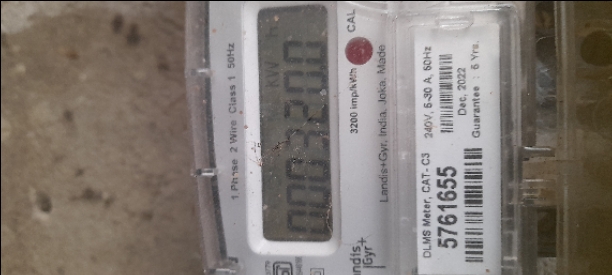 1 Phase 2 Wire Class 1 50Hz
KW h
0003200
3200 imp/kWh CAL
Landis+Gyr, India, Joka, Made
Landis
Gyr+
DLMS Meter, CAT- C3
5761655
240V, 5-30 A, 50Hz
Dec, 2022
Guarantee : 5 Yrs.